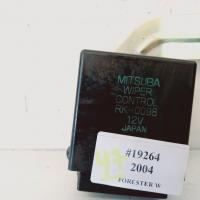 MITSUBA
WIPER
CONTROL
RK-0098
12V
JAPAN
#19264
2004
FORESTER W